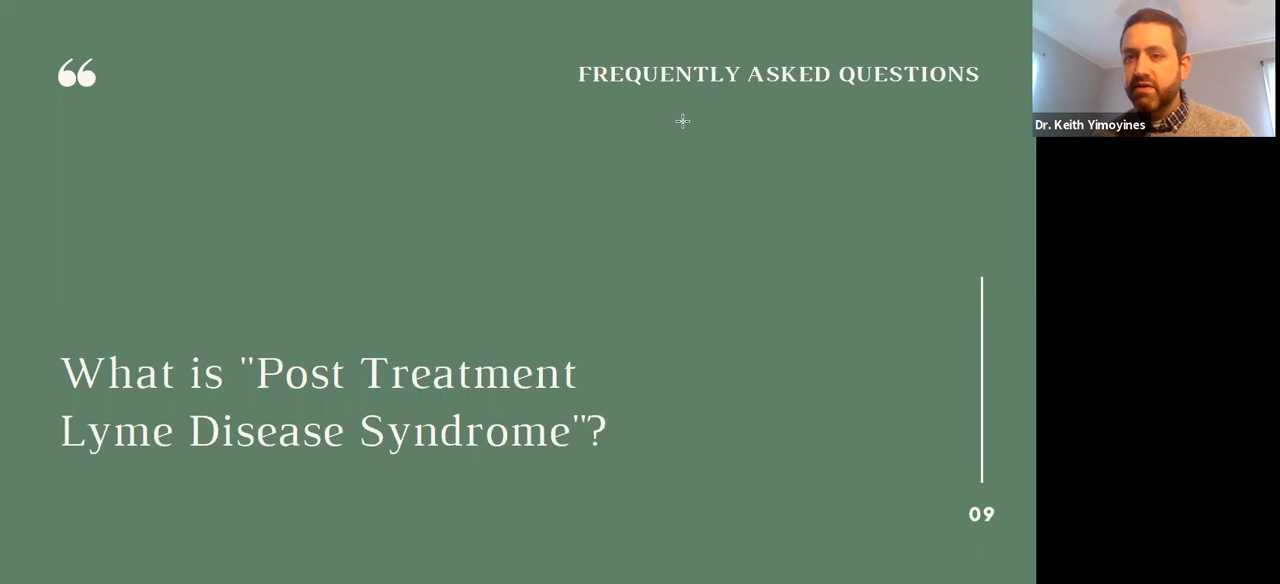 “
FREQUENTLY ASKED QUESTIONS
Dr. Keith Yimoyines
What is "Post Treatment
Lyme Disease Syndrome"?
09